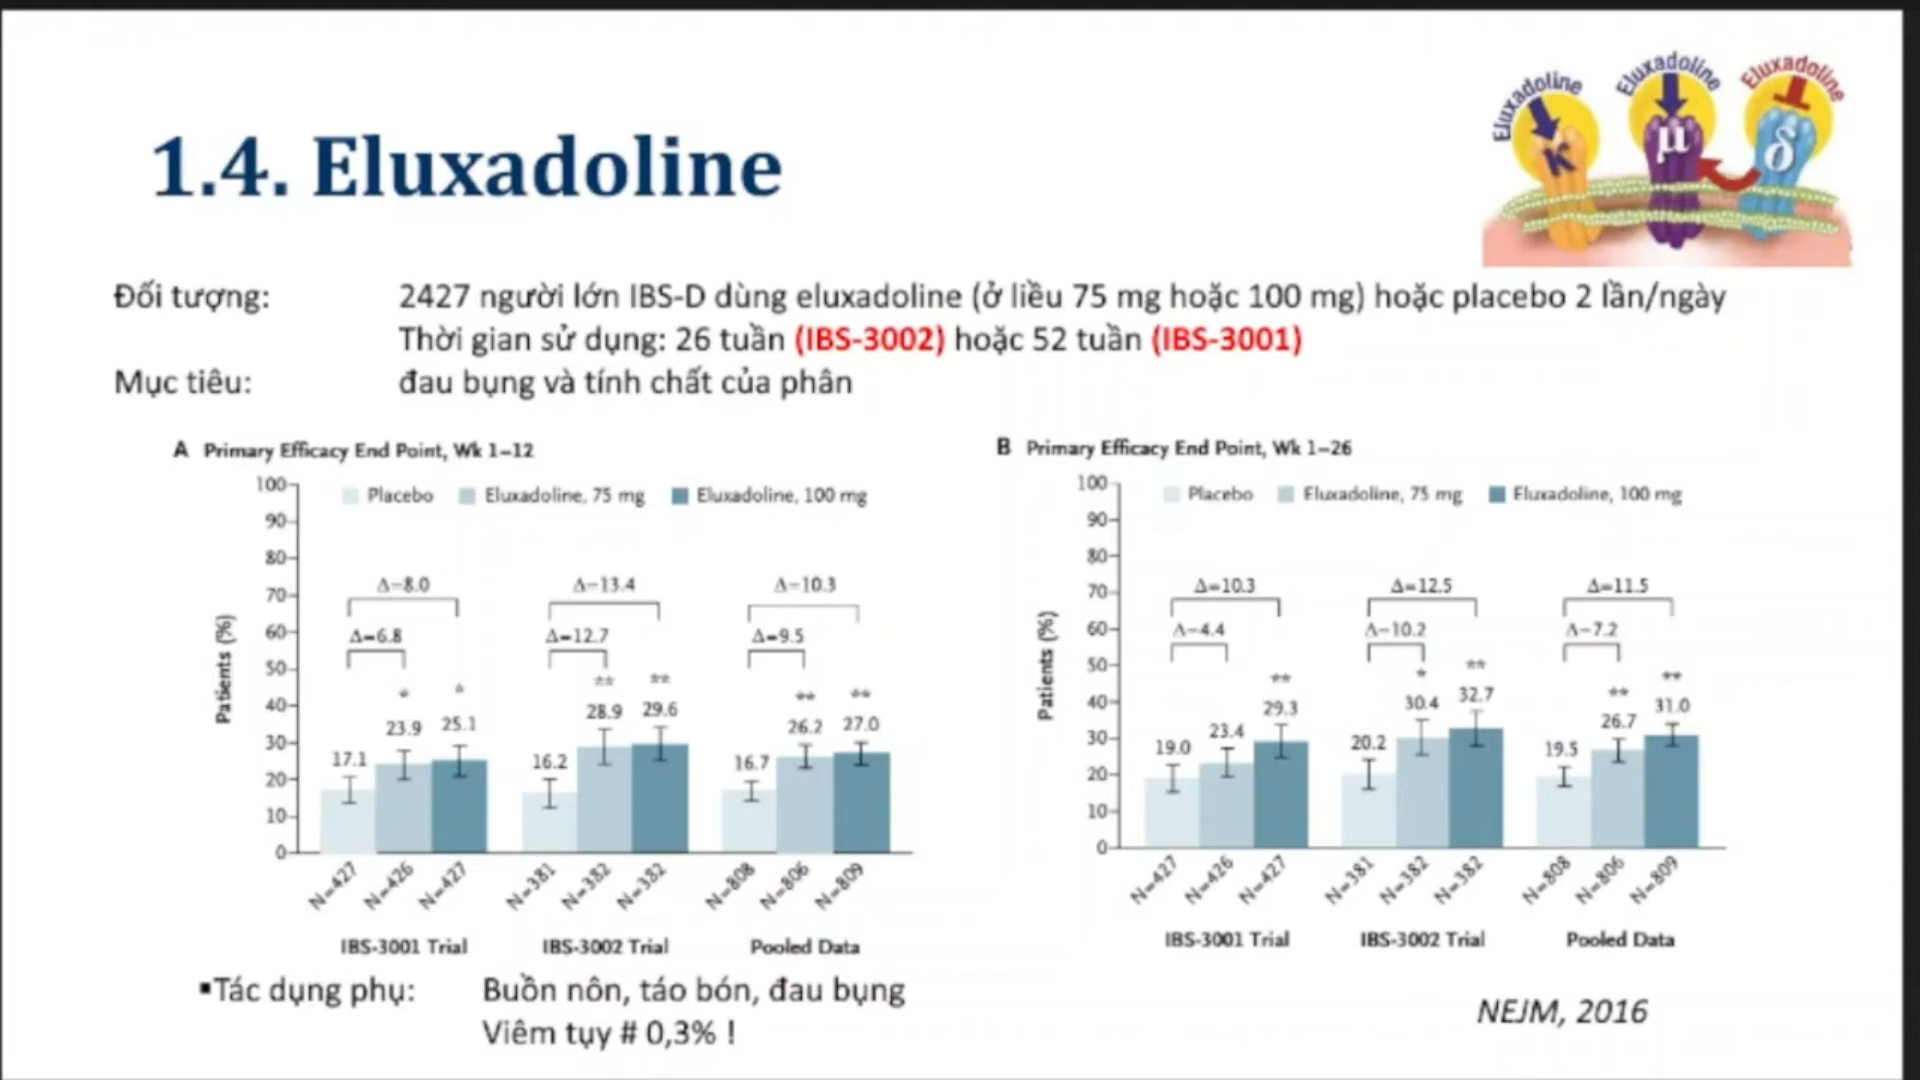 Eluxadoline Eluxadoline Eluxadoline
κ μ δ
1.4. Eluxadoline
Đối tượng: 2427 người lớn IBS-D dùng eluxadoline (ở liều 75 mg hoặc 100 mg) hoặc placebo 2 lần/ngày
Thời gian sử dụng: 26 tuần (IBS-3002) hoặc 52 tuần (IBS-3001)
Mục tiêu: đau bụng và tính chất của phân
A Primary Efficacy End Point, Wk 1–12
Placebo Eluxadoline, 75 mg Eluxadoline, 100 mg
Patients (%)
100
90
80
70
60
50
40
30
20
10
0
Δ=8.0 Δ=13.4 Δ=10.3
Δ=6.8 Δ=12.7 Δ=9.5
* * ** ** ** **
17.1 23.9 25.1 16.2 28.9 29.6 16.7 26.2 27.0
N=427 N=426 N=427 N=381 N=382 N=382 N=808 N=806 N=809
IBS-3001 Trial IBS-3002 Trial Pooled Data
B Primary Efficacy End Point, Wk 1–26
Placebo Eluxadoline, 75 mg Eluxadoline, 100 mg
Patients (%)
100
90
80
70
60
50
40
30
20
10
0
Δ=10.3 Δ=12.5 Δ=11.5
Δ=4.4 Δ=10.2 Δ=7.2
** * ** ** **
19.0 23.4 29.3 20.2 30.4 32.7 19.5 26.7 31.0
N=427 N=426 N=427 N=381 N=382 N=382 N=808 N=806 N=809
IBS-3001 Trial IBS-3002 Trial Pooled Data
▪Tác dụng phụ: Buồn nôn, táo bón, đau bụng
Viêm tụy # 0,3% !
NEJM, 2016